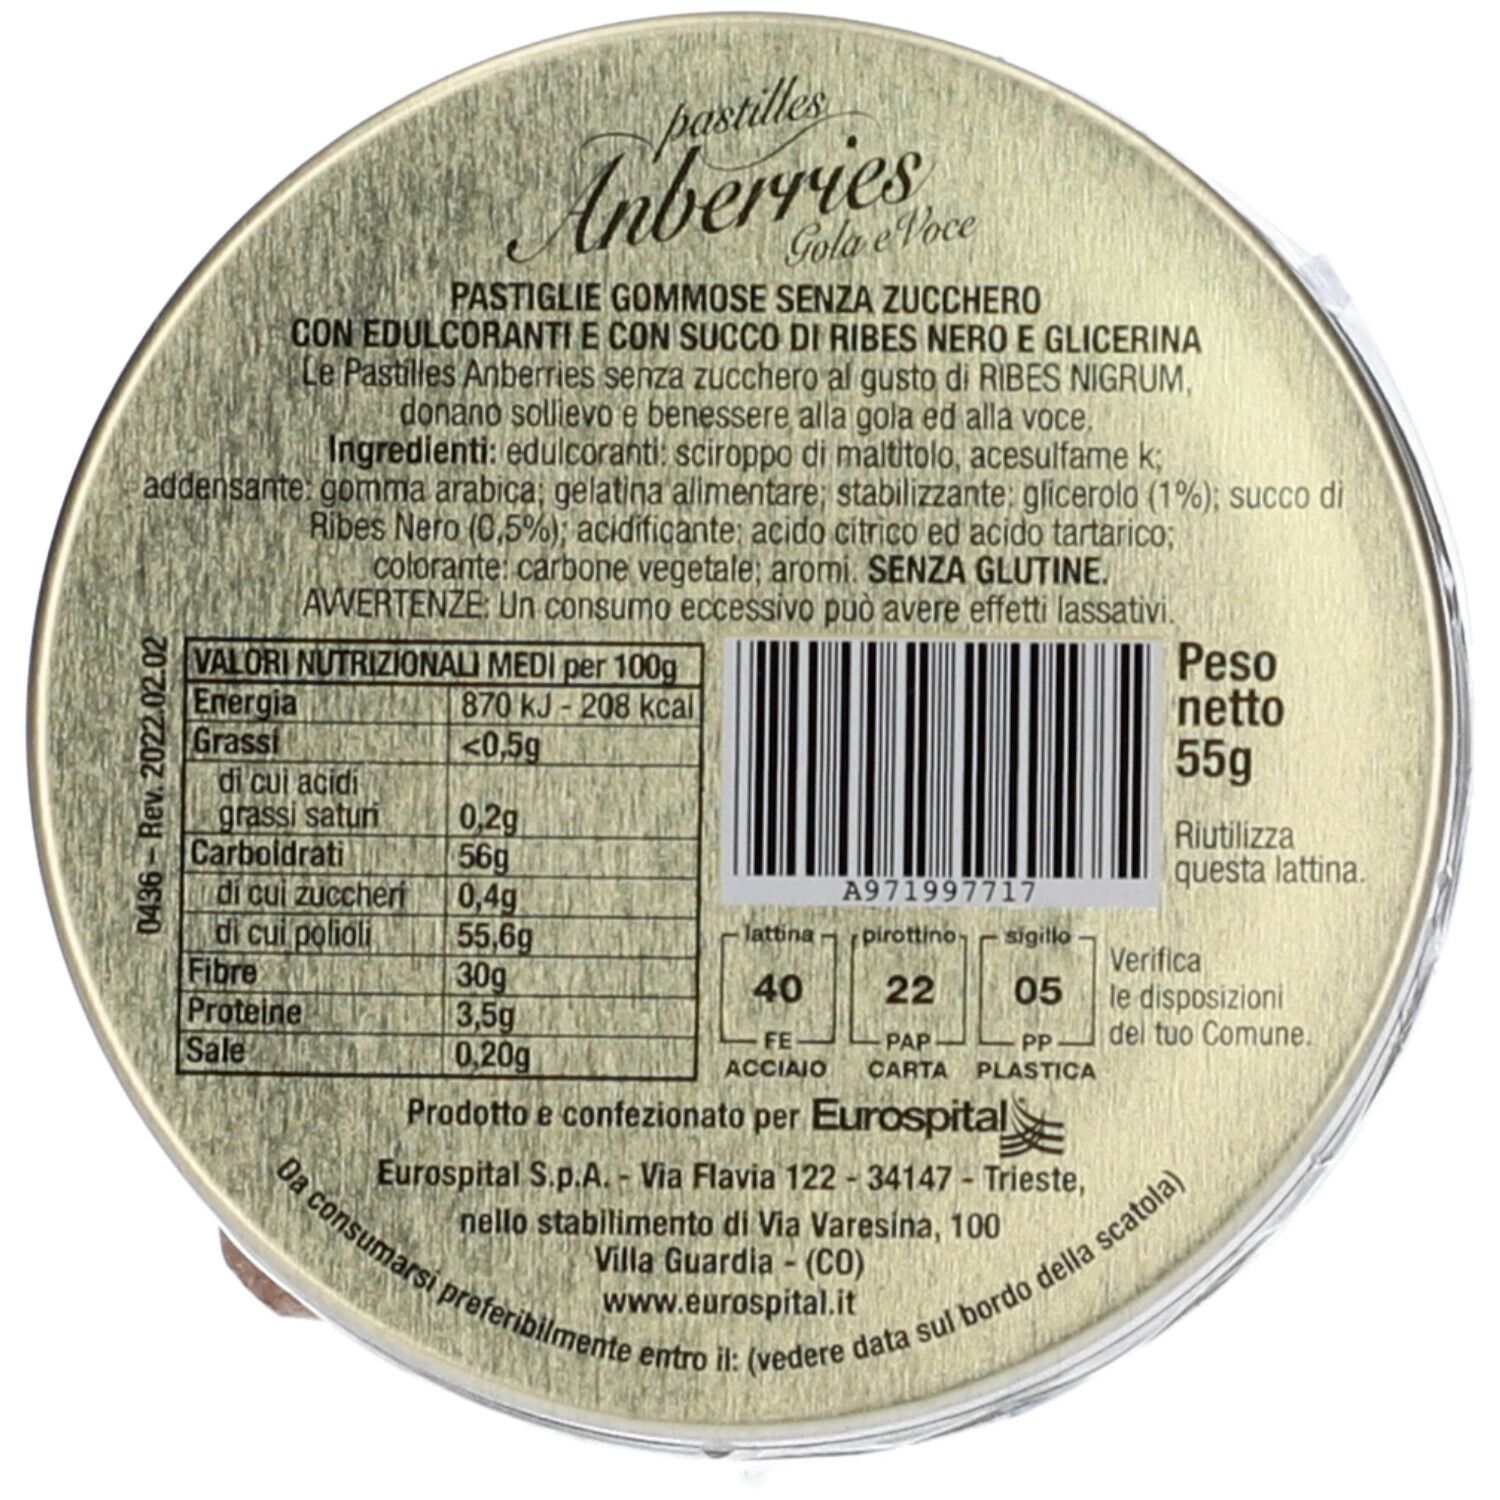 pastilles
Anberries
Gola e Voce
PASTIGLIE GOMMOSE SENZA ZUCCHERO
CON EDULCORANTI E CON SUCCO DI RIBES NERO E GLICERINA
Le Pastilles Anberries senza zucchero al gusto di RIBES NIGRUM,
donano sollievo e benessere alla gola ed alla voce.
Ingredienti: edulcoranti: sciroppo di maltitolo, acesulfame k;
addensante: gomma arabica; gelatina alimentare; stabilizzante: glicerolo (1%); succo di
Ribes Nero (0,5%); acidificante: acido citrico ed acido tartarico;
colorante: carbone vegetale; aromi. SENZA GLUTINE.
AVVERTENZE: Un consumo eccessivo può avere effetti lassativi.
0436 - Rev. 2022.02.02
VALORI NUTRIZIONALI MEDI per 100g
Energia 870 kJ - 208 kcal
Grassi <0,5g
di cui acidi
grassi saturi 0,2g
Carboidrati 56g
di cui zuccheri 0,4g
di cui polioli 55,6g
Fibre 30g
Proteine 3,5g
Sale 0,20g
A971997717
Peso
netto
55g
Riutilizza
questa lattina.
lattina pirottino sigillo
40 22 05
FE PAP PP
ACCIAIO CARTA PLASTICA
Verifica
le disposizioni
del tuo Comune.
Prodotto e confezionato per Eurospital
Eurospital S.p.A. - Via Flavia 122 - 34147 - Trieste,
nello stabilimento di Via Varesina, 100
Villa Guardia - (CO)
www.eurospital.it
Da consumarsi preferibilmente entro il: (vedere data sul bordo della scatola)